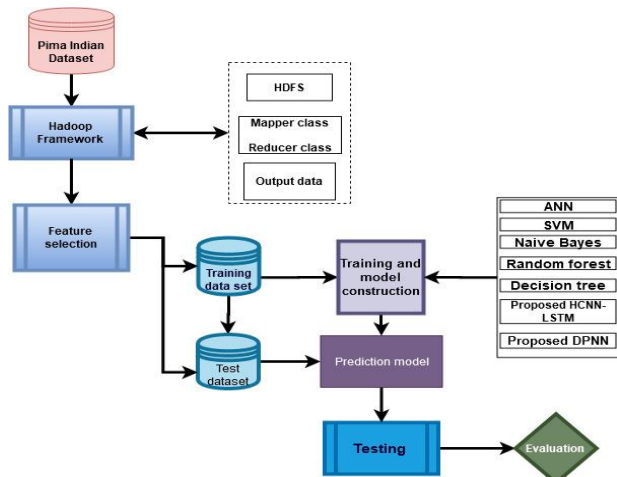 Pima Indian
Dataset
Hadoop
Framework
HDFS
Mapper class
Reducer class
Output data
Feature
selection
Training
data set
Test
dataset
Training and
model
construction
ANN
SVM
Naive Bayes
Random forest
Decision tree
Proposed HCNN-
LSTM
Proposed DPNN
Prediction model
Testing
Evaluation